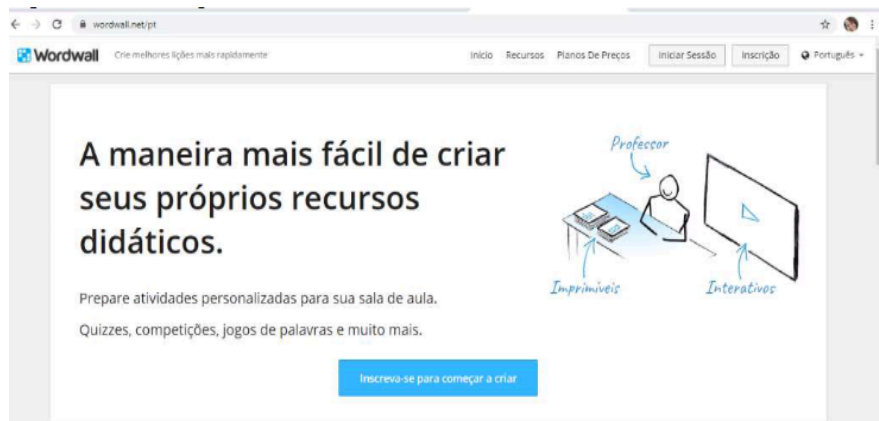 wordwall.net/pt
Wordwall Crie melhores lições mais rapidamente Início Recursos Planos De Preços Iniciar Sessão Inscrição Português
A maneira mais fácil de criar
seus próprios recursos
didáticos.
Professor
Imprimíveis
Interativos
Prepare atividades personalizadas para sua sala de aula.
Quizzes, competições, jogos de palavras e muito mais.
Inscreva-se para começar a criar